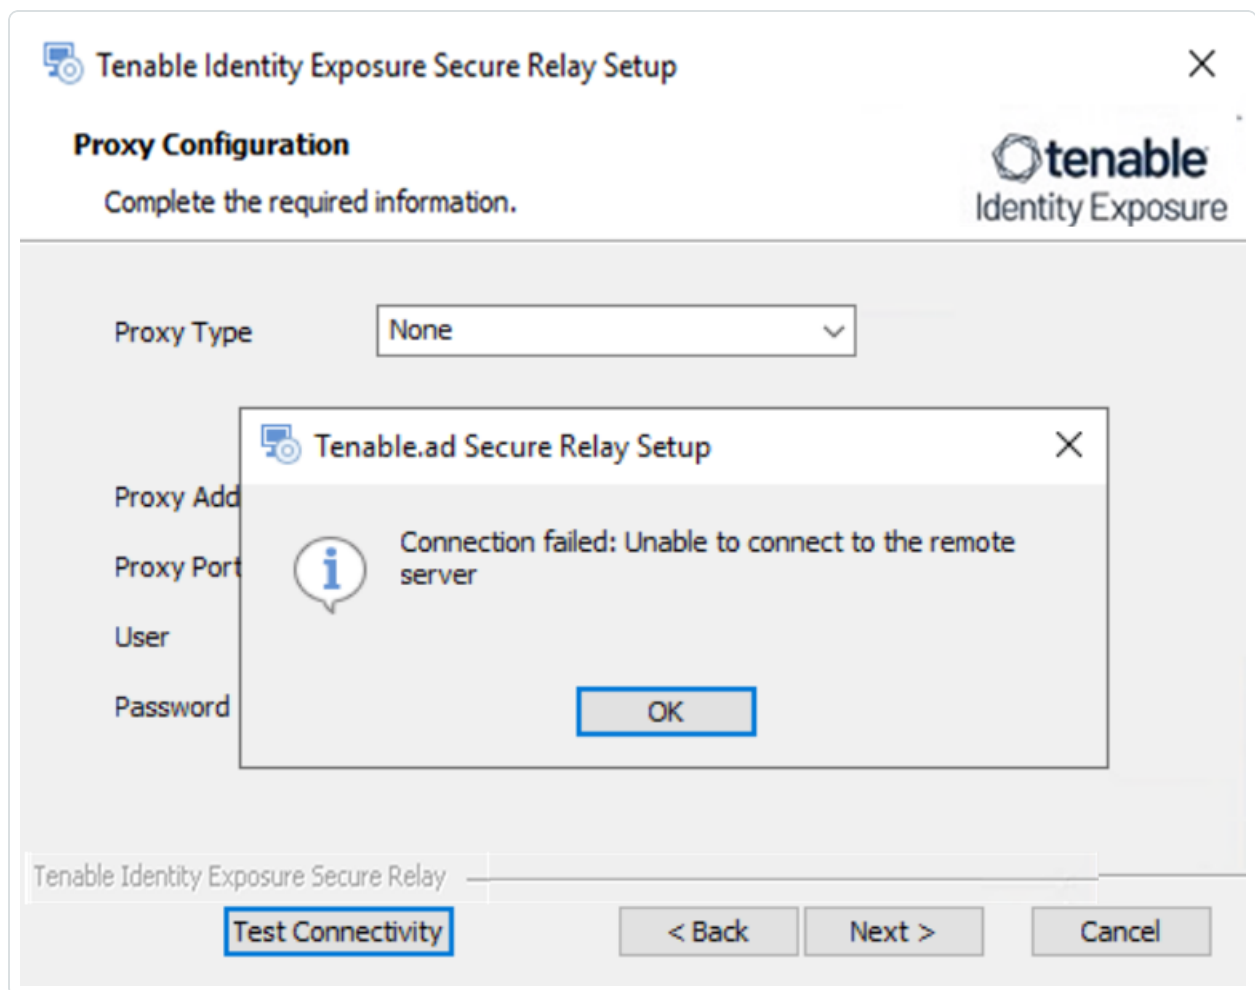 Tenable Identity Exposure Secure Relay Setup
Proxy Configuration
Complete the required information.
tenable
Identity Exposure
Proxy Type
None
Tenable.ad Secure Relay Setup
Proxy Add
Connection failed: Unable to connect to the remote
server
Proxy Port
User
Password
OK
Tenable Identity Exposure Secure Relay
Test Connectivity
< Back
Next >
Cancel